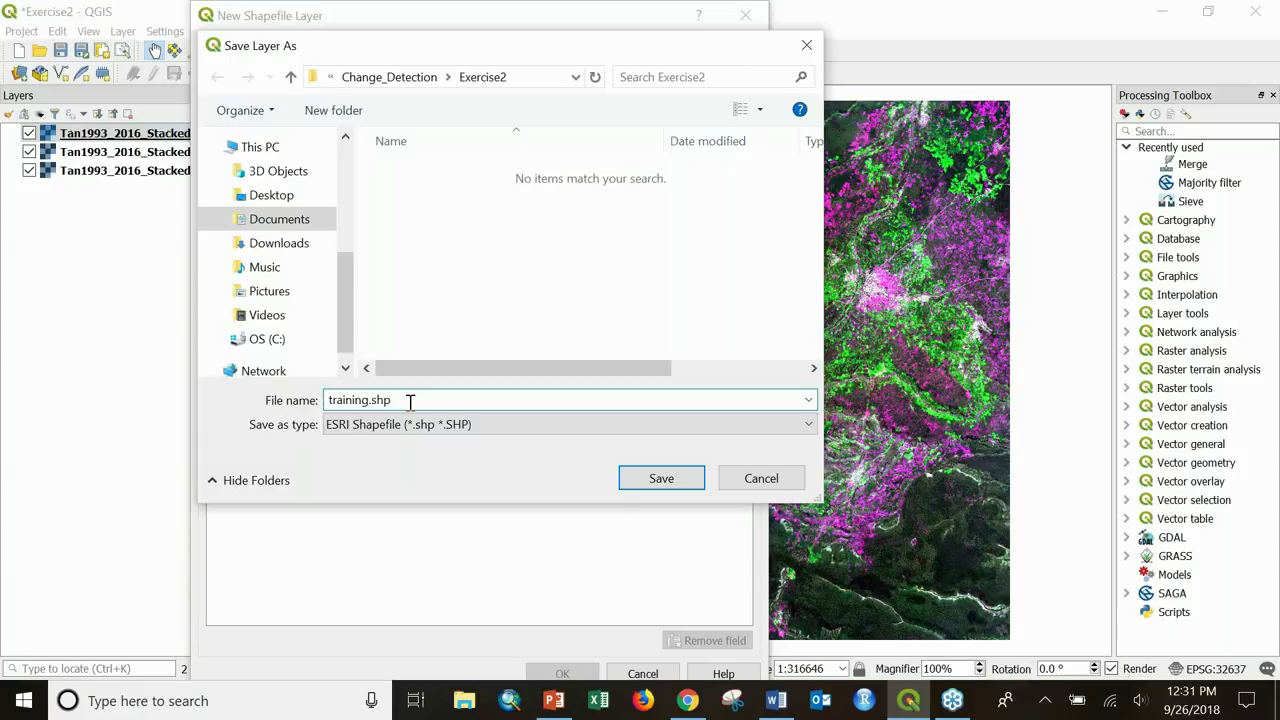 *Exercise2 - QGIS
Project Edit View Layer Settings
Layers
Tan1993_2016_Stacked
Tan1993_2016_Stacked
Tan1993_2016_Stacked
Type to locate (Ctrl+K)
2
New Shapefile Layer
?
Save Layer As
« Change_Detection Exercise2
Search Exercise2
Organize
New folder
?
This PC
3D Objects
Desktop
Documents
Downloads
Music
Pictures
Videos
OS (C:)
Network
Name
Date modified
Typ
No items match your search.
File name:
training.shp
Save as type:
ESRI Shapefile (*.shp *.SHP)
Hide Folders
Save
Cancel
Remove field
OK
Cancel
Help
Processing Toolbox
Search...
Recently used
Merge
Majority filter
Sieve
Cartography
Database
File tools
Graphics
Interpolation
Layer tools
Network analysis
Raster analysis
Raster terrain analysis
Raster tools
Vector analysis
Vector creation
Vector general
Vector geometry
Vector overlay
Vector selection
Vector table
GDAL
GRASS
Models
SAGA
Scripts
1:316646
Magnifier 100%
Rotation 0.0 °
Render
EPSG:32637
Type here to search
12:31 PM
9/26/2018